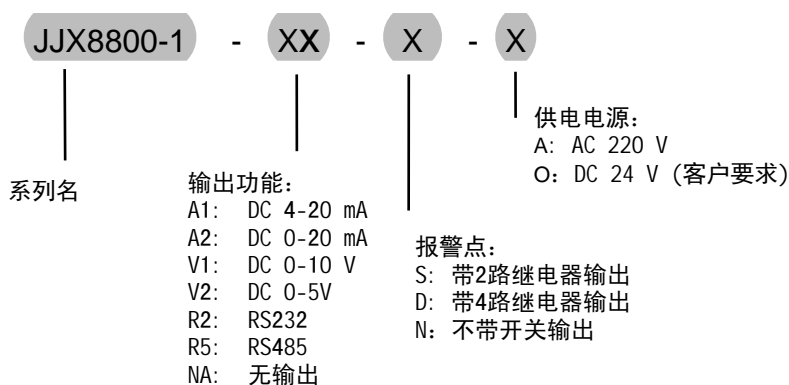 JJX8800-1 - XX - X - X
系列名
输出功能:
A1: DC 4-20 mA
A2: DC 0-20 mA
V1: DC 0-10 V
V2: DC 0-5V
R2: RS232
R5: RS485
NA: 无输出
报警点:
S: 带2路继电器输出
D: 带4路继电器输出
N: 不带开关输出
供电电源:
A: AC 220 V
O: DC 24 V (客户要求)